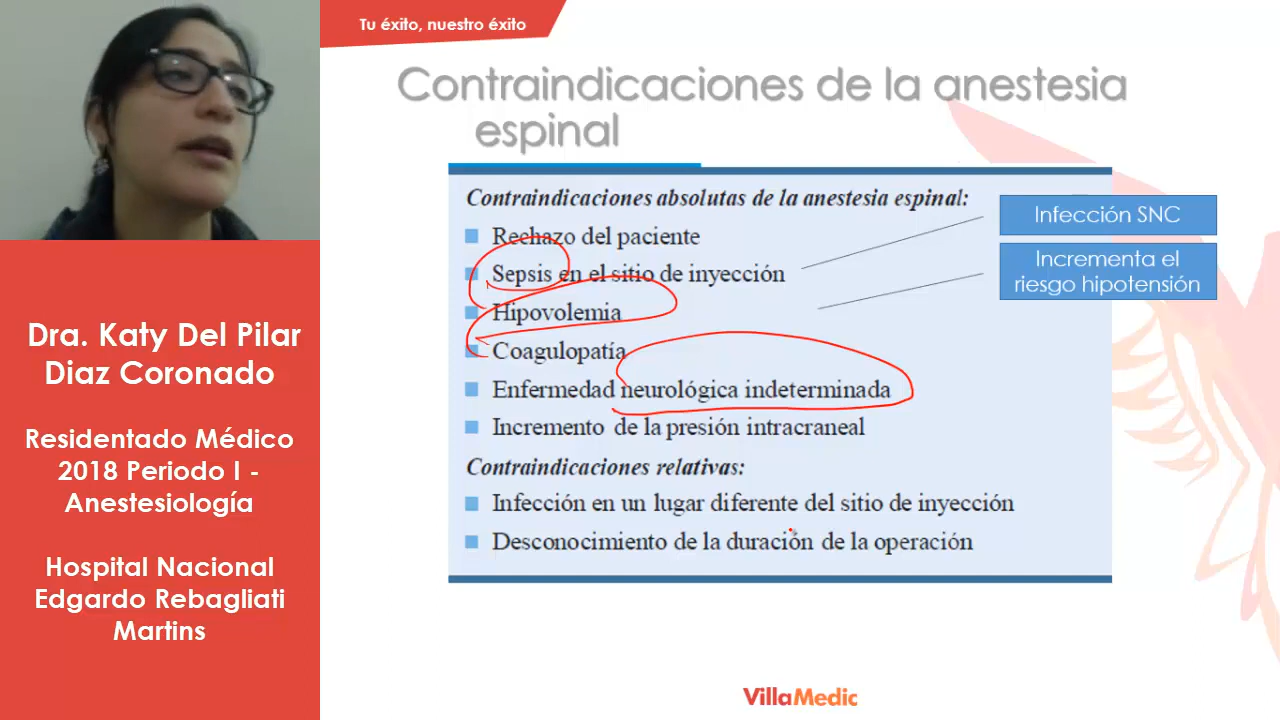 Tu éxito, nuestro éxito
Contraindicaciones de la anestesia
espinal
Contraindicaciones absolutas de la anestesia espinal:
Rechazo del paciente
Sepsis en el sitio de inyección
Hipovolemia
Coagulopatía
Enfermedad neurológica indeterminada
Incremento de la presión intracraneal
Contraindicaciones relativas:
Infección en un lugar diferente del sitio de inyección
Desconocimiento de la duración de la operación
Infección SNC
Incrementa el
riesgo hipotensión
Dra. Katy Del Pilar
Diaz Coronado
Residentado Médico
2018 Periodo I -
Anestesiología
Hospital Nacional
Edgardo Rebagliati
Martins
VillaMedic